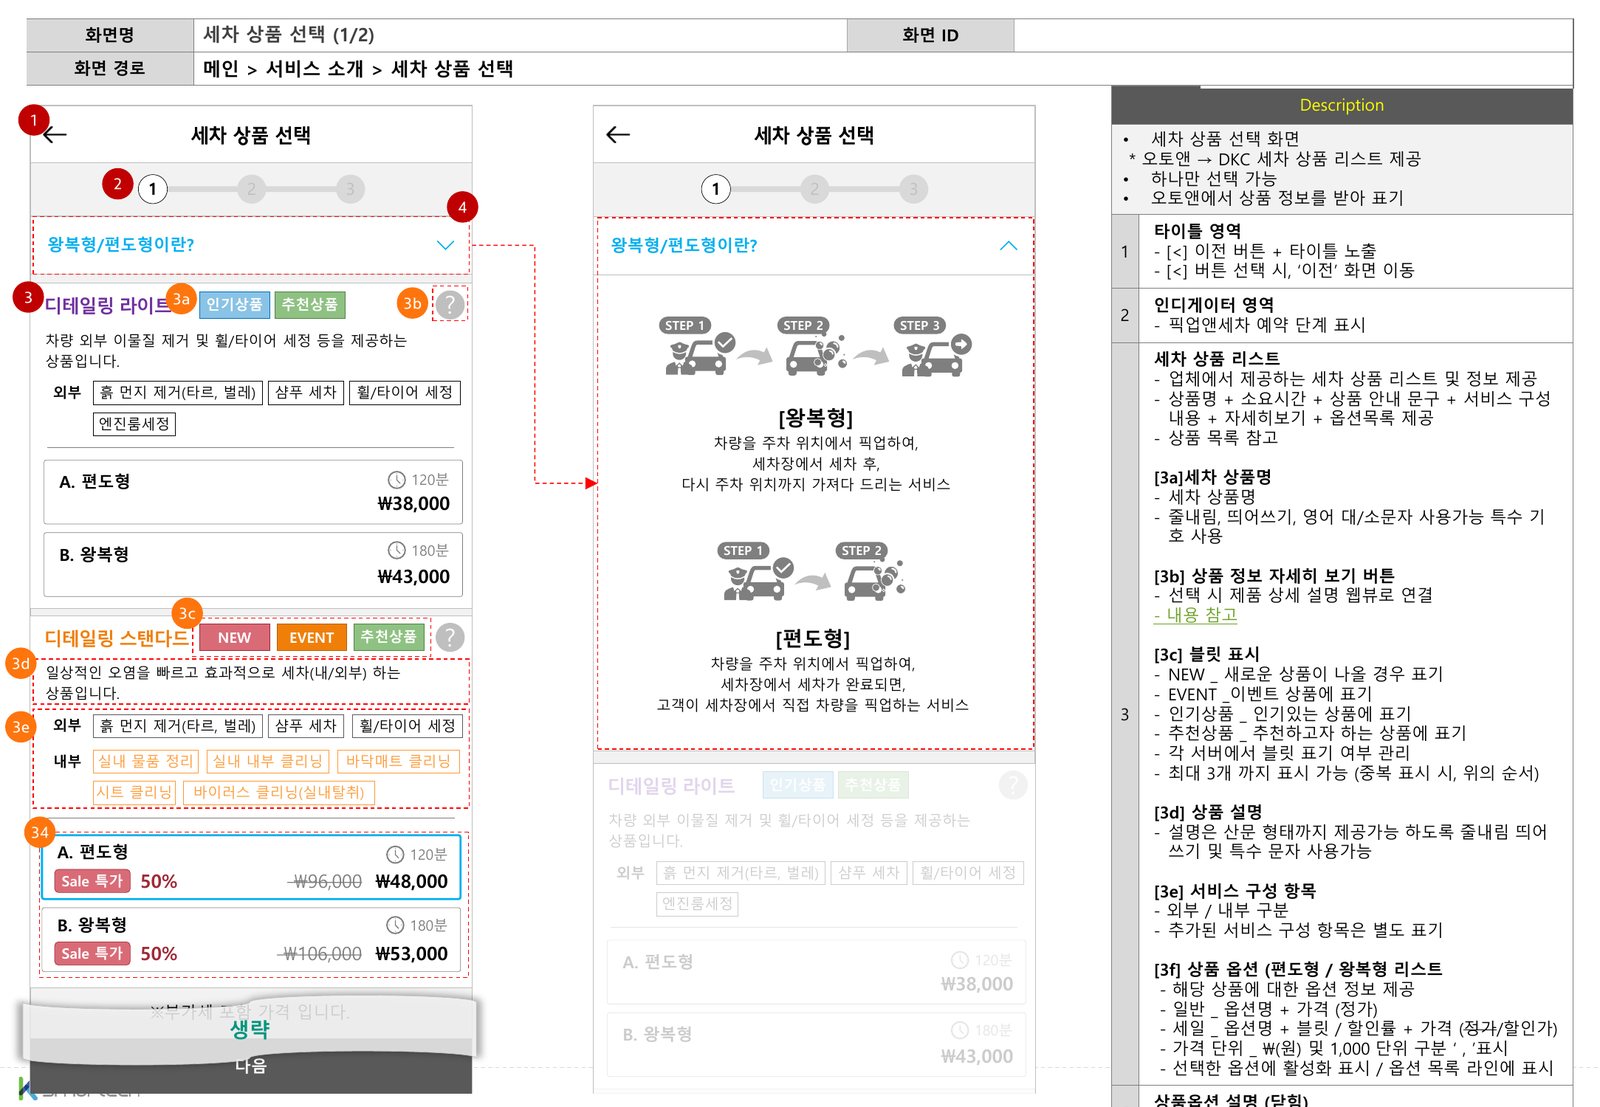 화면명
세차 상품 선택 (1/2)
화면 ID
화면 경로
메인 > 서비스 소개 > 세차 상품 선택
1
세차 상품 선택
2
1
2
3
4
왕복형/편도형이란?
3
디테일링 라이트
3a
인기상품
추천상품
3b
?
차량 외부 이물질 제거 및 휠/타이어 세정 등을 제공하는
상품입니다.
외부
흙 먼지 제거(타르, 벌레)
샴푸 세차
휠/타이어 세정
엔진룸세정
A. 편도형
120분
₩38,000
B. 왕복형
180분
₩43,000
3c
디테일링 스탠다드
NEW
EVENT
추천상품
?
3d
일상적인 오염을 빠르고 효과적으로 세차(내/외부) 하는
상품입니다.
3e
외부
흙 먼지 제거(타르, 벌레)
샴푸 세차
휠/타이어 세정
내부
실내 물품 정리
실내 내부 클리닝
바닥매트 클리닝
시트 클리닝
바이러스 클리닝(실내탈취)
34
A. 편도형
120분
Sale 특가
50%
₩96,000
₩48,000
B. 왕복형
180분
Sale 특가
50%
₩106,000
₩53,000
※부가세 포함 가격 입니다.
생략
다음
세차 상품 선택
1
2
3
왕복형/편도형이란?
STEP 1
STEP 2
STEP 3
[왕복형]
차량을 주차 위치에서 픽업하여,
세차장에서 세차 후,
다시 주차 위치까지 가져다 드리는 서비스
STEP 1
STEP 2
[편도형]
차량을 주차 위치에서 픽업하여,
세차장에서 세차가 완료되면,
고객이 세차장에서 직접 차량을 픽업하는 서비스
디테일링 라이트
인기상품
추천상품
?
차량 외부 이물질 제거 및 휠/타이어 세정 등을 제공하는
상품입니다.
외부
흙 먼지 제거(타르, 벌레)
샴푸 세차
휠/타이어 세정
엔진룸세정
A. 편도형
120분
₩38,000
B. 왕복형
180분
₩43,000
Description
• 세차 상품 선택 화면
* 오토앤 → DKC 세차 상품 리스트 제공
• 하나만 선택 가능
• 오토앤에서 상품 정보를 받아 표기
1
타이틀 영역
- [<] 이전 버튼 + 타이틀 노출
- [<] 버튼 선택 시, ‘이전’ 화면 이동
2
인디게이터 영역
- 픽업앤세차 예약 단계 표시
3
세차 상품 리스트
- 업체에서 제공하는 세차 상품 리스트 및 정보 제공
- 상품명 + 소요시간 + 상품 안내 문구 + 서비스 구성
내용 + 자세히보기 + 옵션목록 제공
- 상품 목록 참고
[3a]세차 상품명
- 세차 상품명
- 줄내림, 띄어쓰기, 영어 대/소문자 사용가능 특수 기
호 사용
[3b] 상품 정보 자세히 보기 버튼
- 선택 시 제품 상세 설명 웹뷰로 연결
- 내용 참고
[3c] 블릿 표시
- NEW _ 새로운 상품이 나올 경우 표기
- EVENT _이벤트 상품에 표기
- 인기상품 _ 인기있는 상품에 표기
- 추천상품 _ 추천하고자 하는 상품에 표기
- 각 서버에서 블릿 표기 여부 관리
- 최대 3개 까지 표시 가능 (중복 표시 시, 위의 순서)
[3d] 상품 설명
- 설명은 산문 형태까지 제공가능 하도록 줄내림 띄어
쓰기 및 특수 문자 사용가능
[3e] 서비스 구성 항목
- 외부 / 내부 구분
- 추가된 서비스 구성 항목은 별도 표기
[3f] 상품 옵션 (편도형 / 왕복형 리스트
- 해당 상품에 대한 옵션 정보 제공
- 일반 _ 옵션명 + 가격 (정가)
- 세일 _ 옵션명 + 블릿 / 할인률 + 가격 (정가/할인가)
- 가격 단위 _ ₩(원) 및 1,000 단위 구분 ‘ , ’표시
- 선택한 옵션에 활성화 표시 / 옵션 목록 라인에 표시
상품옵션 설명 (닫힘)